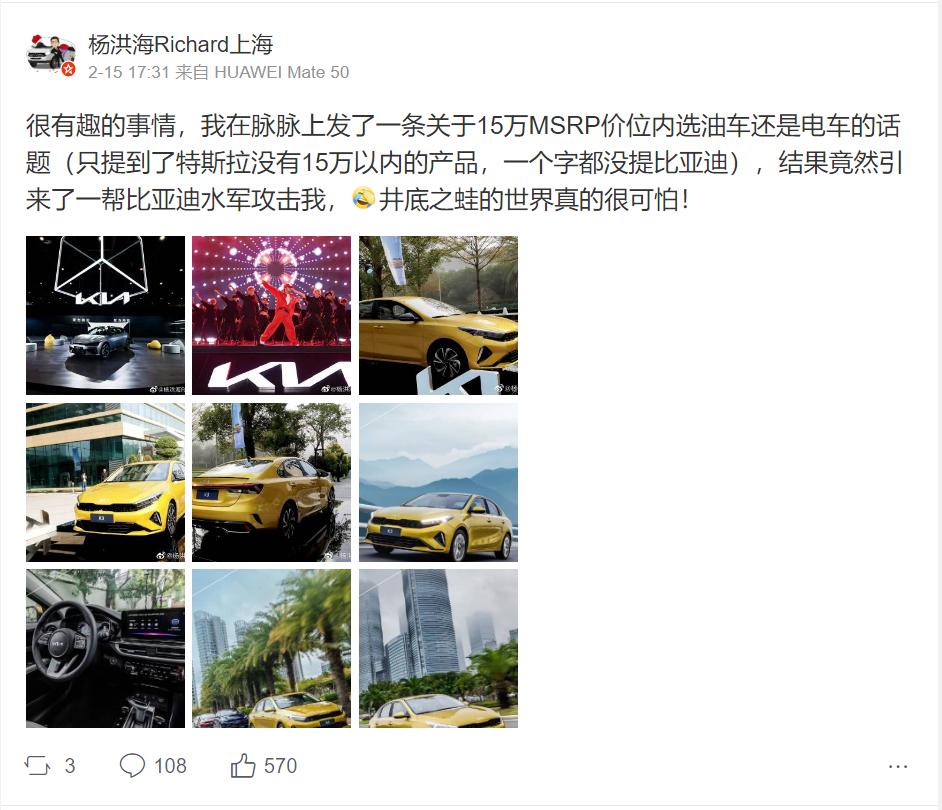 杨洪海Richard上海
2-15 17:31 来自 HUAWEI Mate 50
很有趣的事情，我在脉脉上发了一条关于15万MSRP价位内选油车还是电车的话
题（只提到了特斯拉没有15万以内的产品，一个字都没提比亚迪），结果竟然引
来了一帮比亚迪水军攻击我，🤣井底之蛙的世界真的很可怕！
KIA
KIA
K3
K3
K3
3
108
570